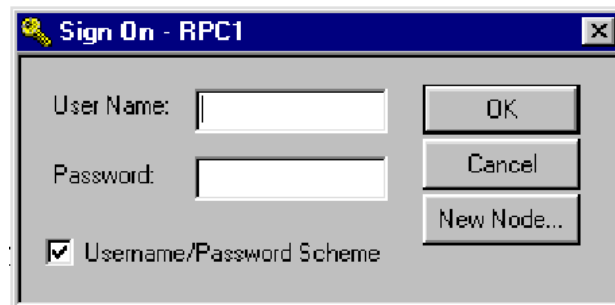 Sign On - RPC1
User Name:
OK
Password:
Cancel
New Node...
Username/Password Scheme